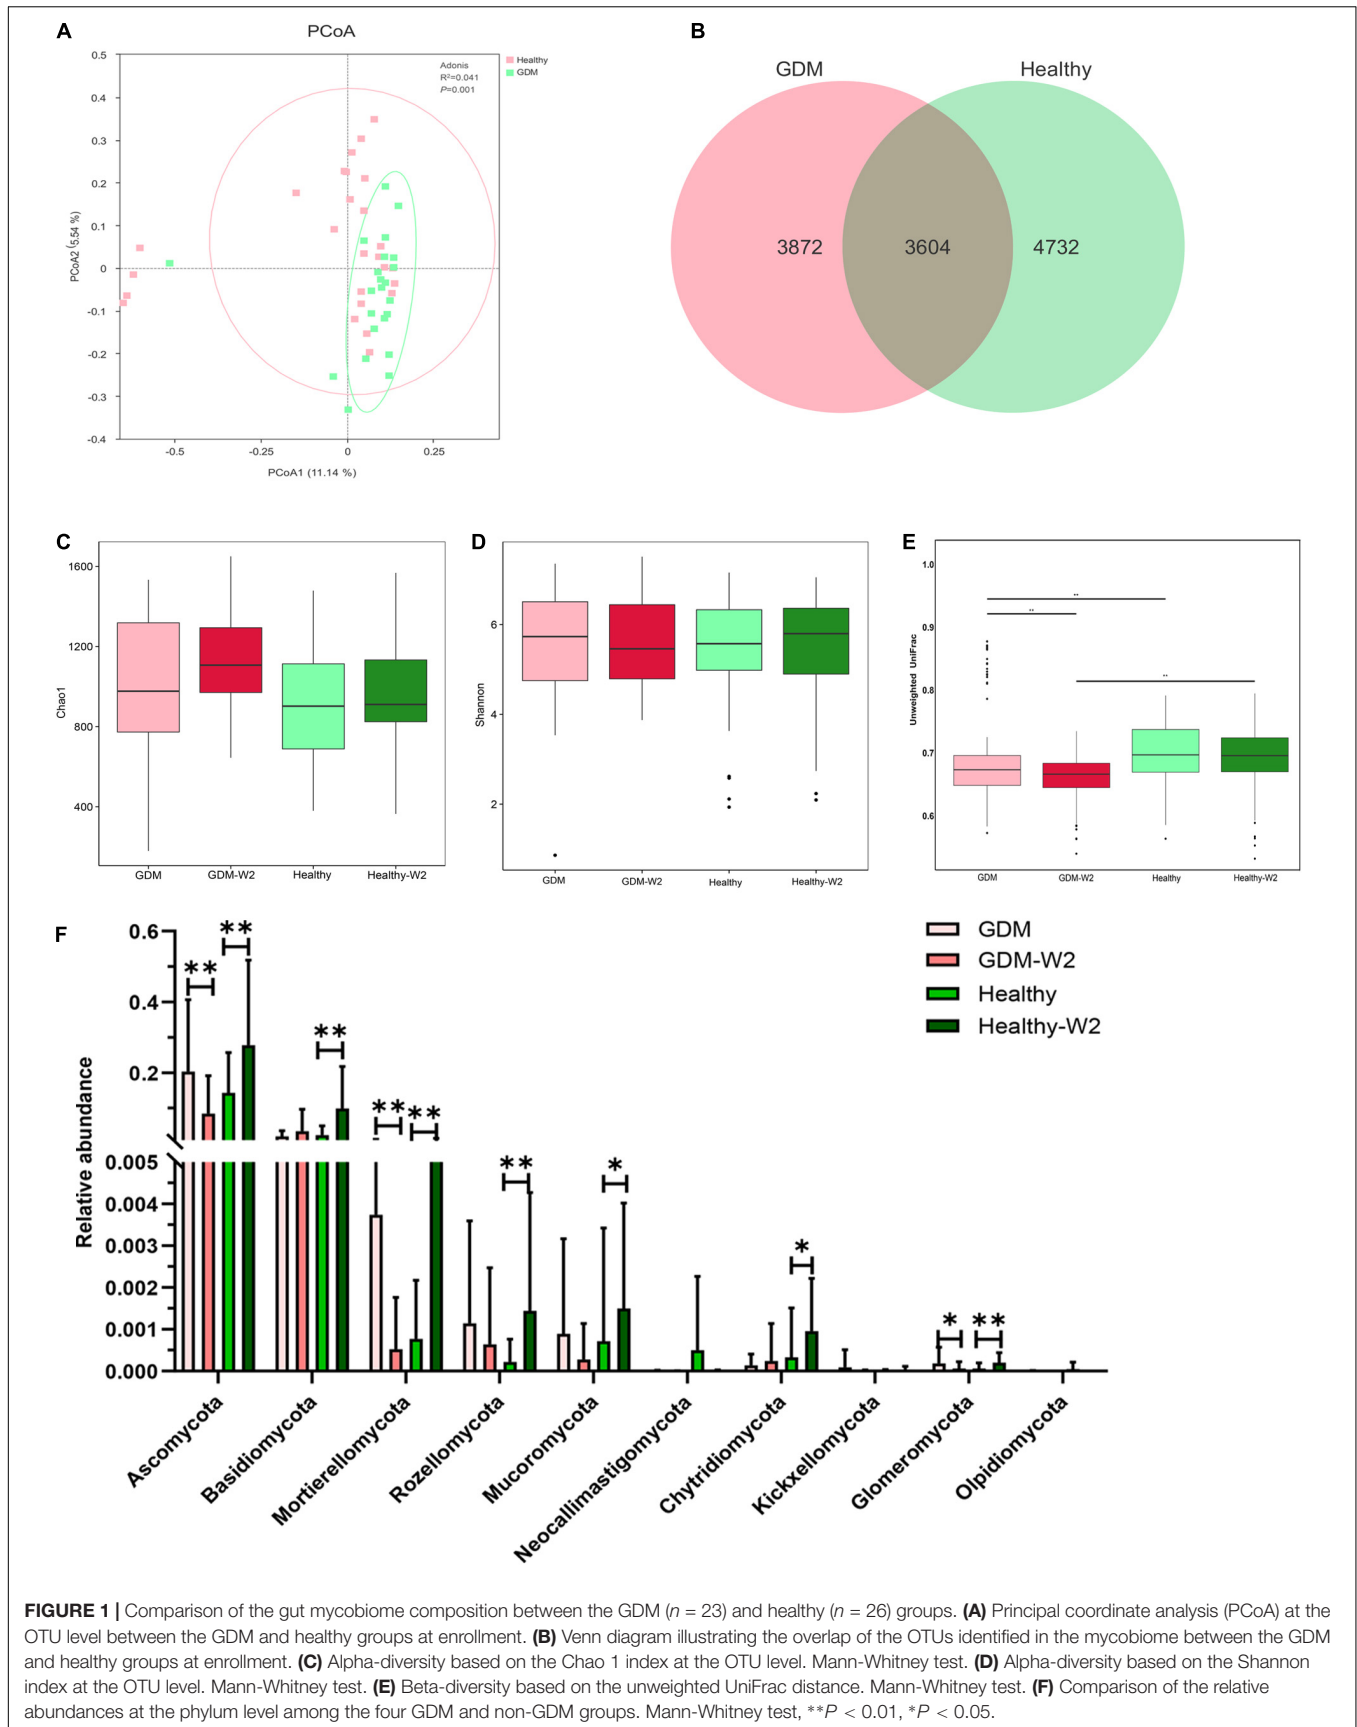 A
PCoA
Adonis
R²=0.041
P=0.001
Healthy
GDM
0.5
0.4
0.3
0.2
0.1
0
-0.1
-0.2
-0.3
-0.4
PCoA2 (5.54 %)
-0.5
-0.25
0
0.25
PCoA1 (11.14 %)
B
GDM
Healthy
3872
3604
4732
C
1600
1200
800
400
Chao1
GDM
GDM-W2
Healthy
Healthy-W2
D
6
4
2
Shannon
GDM
GDM-W2
Healthy
Healthy-W2
E
1.0
0.9
0.8
0.7
0.6
Unweighted UniFrac
**
**
**
GDM
GDM-W2
Healthy
Healthy-W2
F
0.6
0.4
0.2
0.005
0.004
0.003
0.002
0.001
0.000
Relative abundance
**
**
**
**
**
**
*
*
*
**
GDM
GDM-W2
Healthy
Healthy-W2
Ascomycota
Basidiomycota
Mortierellomycota
Rozellomycota
Mucoromycota
Neocallimastigomycota
Chytridiomycota
Kickxellomycota
Glomeromycota
Olpidiomycota
FIGURE 1 | Comparison of the gut mycobiome composition between the GDM (n = 23) and healthy (n = 26) groups. (A) Principal coordinate analysis (PCoA) at the
OTU level between the GDM and healthy groups at enrollment. (B) Venn diagram illustrating the overlap of the OTUs identified in the mycobiome between the GDM
and healthy groups at enrollment. (C) Alpha-diversity based on the Chao 1 index at the OTU level. Mann-Whitney test. (D) Alpha-diversity based on the Shannon
index at the OTU level. Mann-Whitney test. (E) Beta-diversity based on the unweighted UniFrac distance. Mann-Whitney test. (F) Comparison of the relative
abundances at the phylum level among the four GDM and non-GDM groups. Mann-Whitney test, **P < 0.01, *P < 0.05.